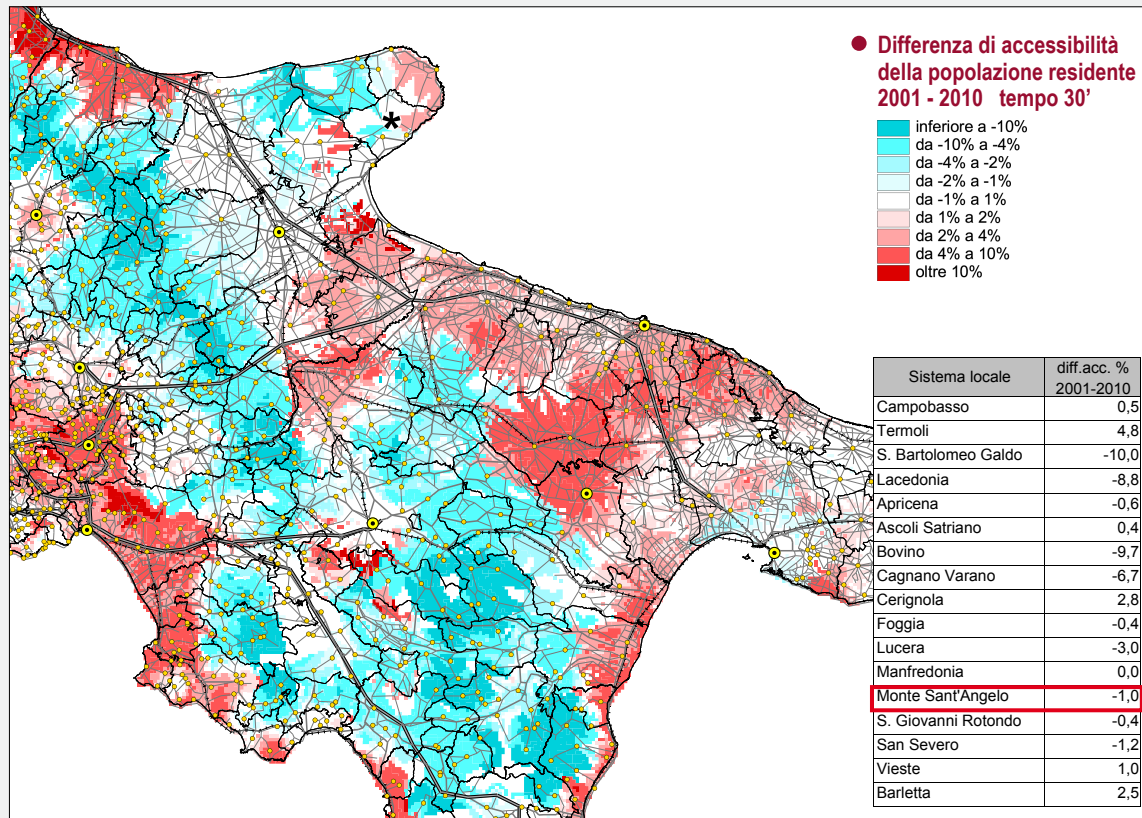 ● Differenza di accessibilità
della popolazione residente
2001 - 2010 tempo 30'
inferiore a -10%
da -10% a -4%
da -4% a -2%
da -2% a -1%
da -1% a 1%
da 1% a 2%
da 2% a 4%
da 4% a 10%
oltre 10%
*
Sistema locale diff.acc. % 2001-2010
Campobasso 0,5
Termoli 4,8
S. Bartolomeo Galdo -10,0
Lacedonia -8,8
Apricena -0,6
Ascoli Satriano 0,4
Bovino -9,7
Cagnano Varano -6,7
Cerignola 2,8
Foggia -0,4
Lucera -3,0
Manfredonia 0,0
Monte Sant'Angelo -1,0
S. Giovanni Rotondo -0,4
San Severo -1,2
Vieste 1,0
Barletta 2,5